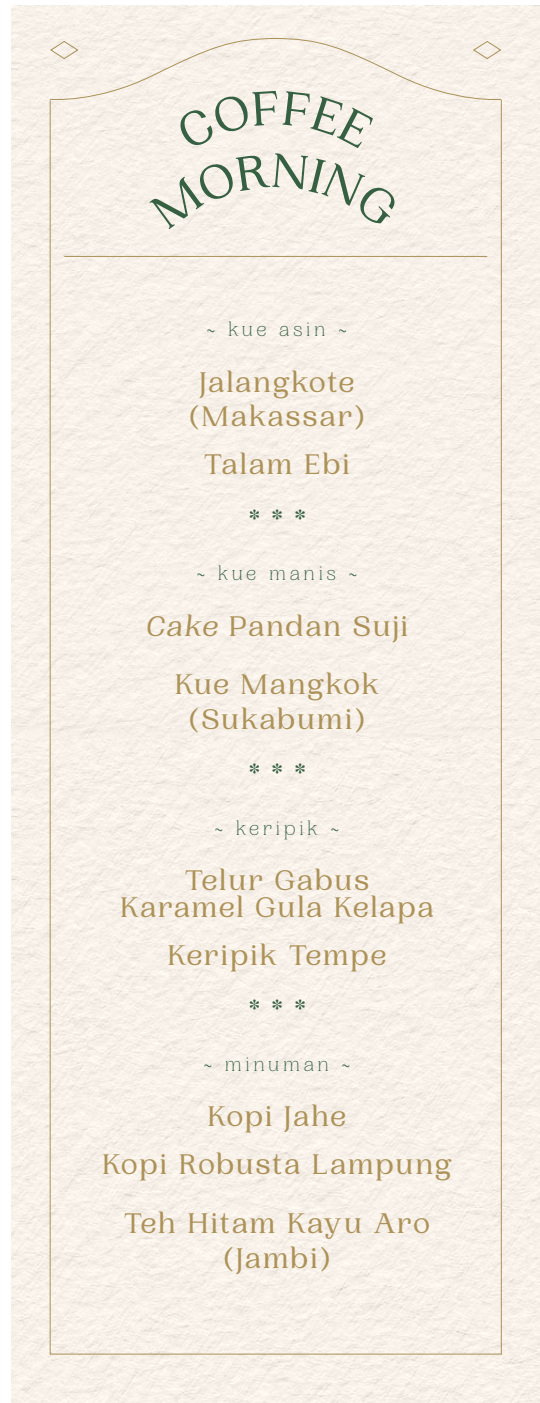 COFFEE
MORNING
~ kue asin ~
Jalangkote
(Makassar)
Talam Ebi
* * *
~ kue manis ~
Cake Pandan Suji
Kue Mangkok
(Sukabumi)
* * *
~ keripik ~
Telur Gabus
Karamel Gula Kelapa
Keripik Tempe
* * *
~ minuman ~
Kopi Jahe
Kopi Robusta Lampung
Teh Hitam Kayu Aro
(Jambi)